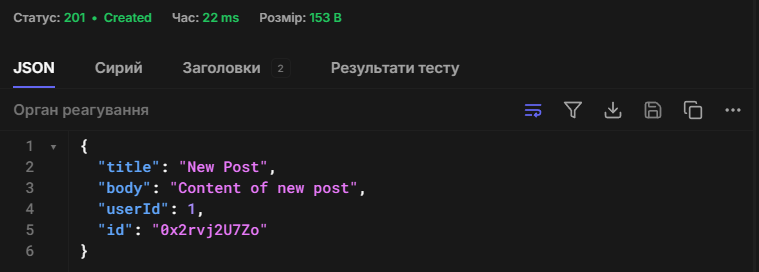 Статус: 201 • Created Час: 22 ms Розмір: 153 B
JSON Сирий Заголовки 2 Результати тесту
Орган реагування
1 {
2 "title": "New Post",
3 "body": "Content of new post",
4 "userId": 1,
5 "id": "0x2rvj2U7Zo"
6 }